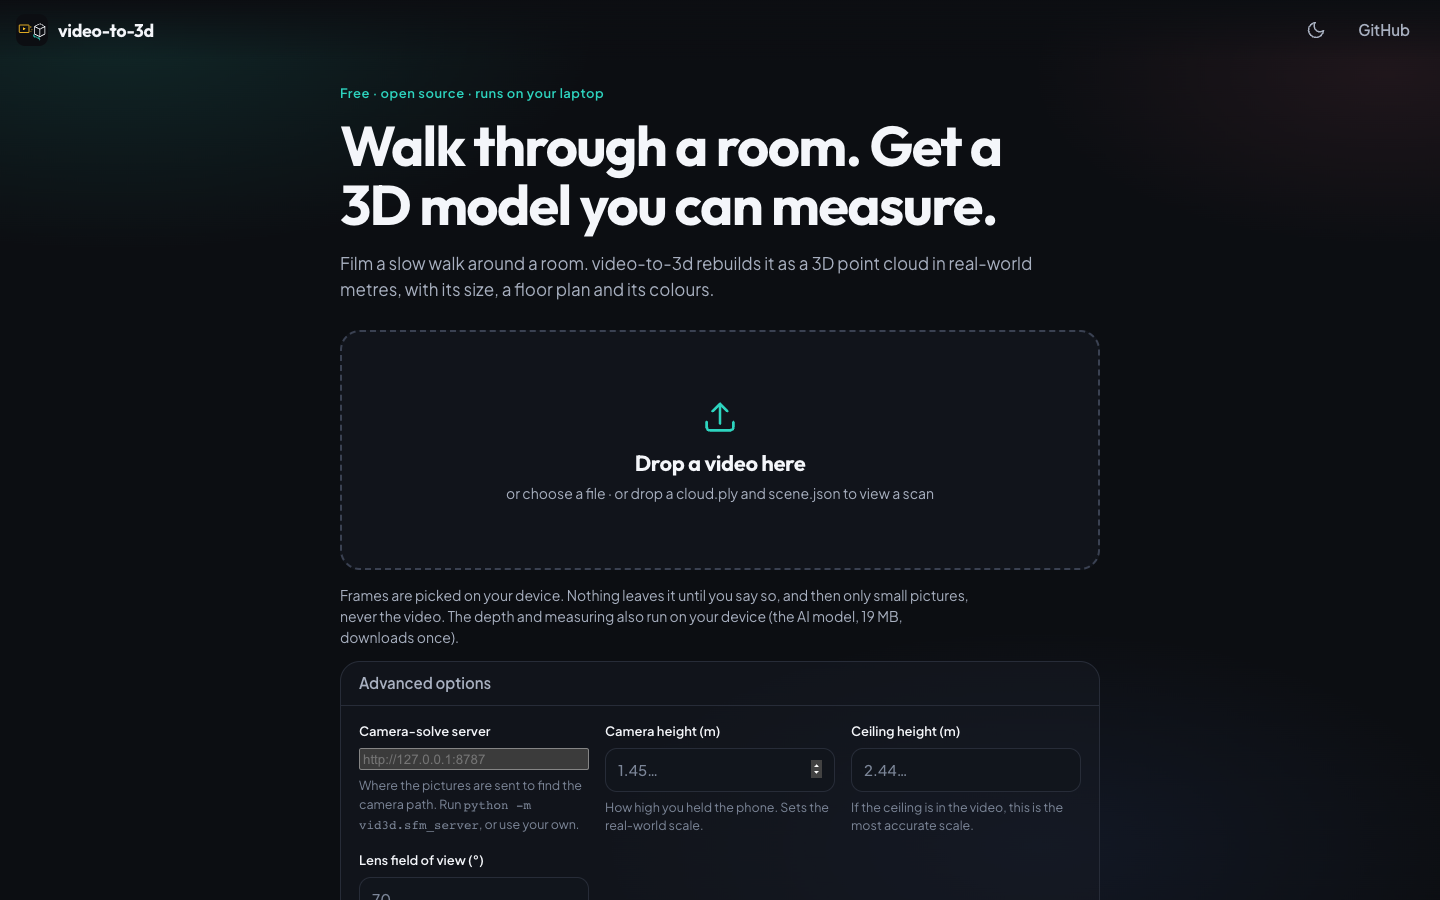 video-to-3d
GitHub
Free · open source · runs on your laptop
Walk through a room. Get a
3D model you can measure.
Film a slow walk around a room. video-to-3d rebuilds it as a 3D point cloud in real-world
metres, with its size, a floor plan and its colours.
Drop a video here
or choose a file · or drop a cloud.ply and scene.json to view a scan
Frames are picked on your device. Nothing leaves it until you say so, and then only small pictures,
never the video. The depth and measuring also run on your device (the AI model, 19 MB,
downloads once).
Advanced options
Camera-solve server
http://127.0.0.1:8787
Where the pictures are sent to find the
camera path. Run python -m
vid3d.sfm_server, or use your own.
Camera height (m)
1.45…
How high you held the phone. Sets the
real-world scale.
Ceiling height (m)
2.44…
If the ceiling is in the video, this is the
most accurate scale.
Lens field of view (°)
70